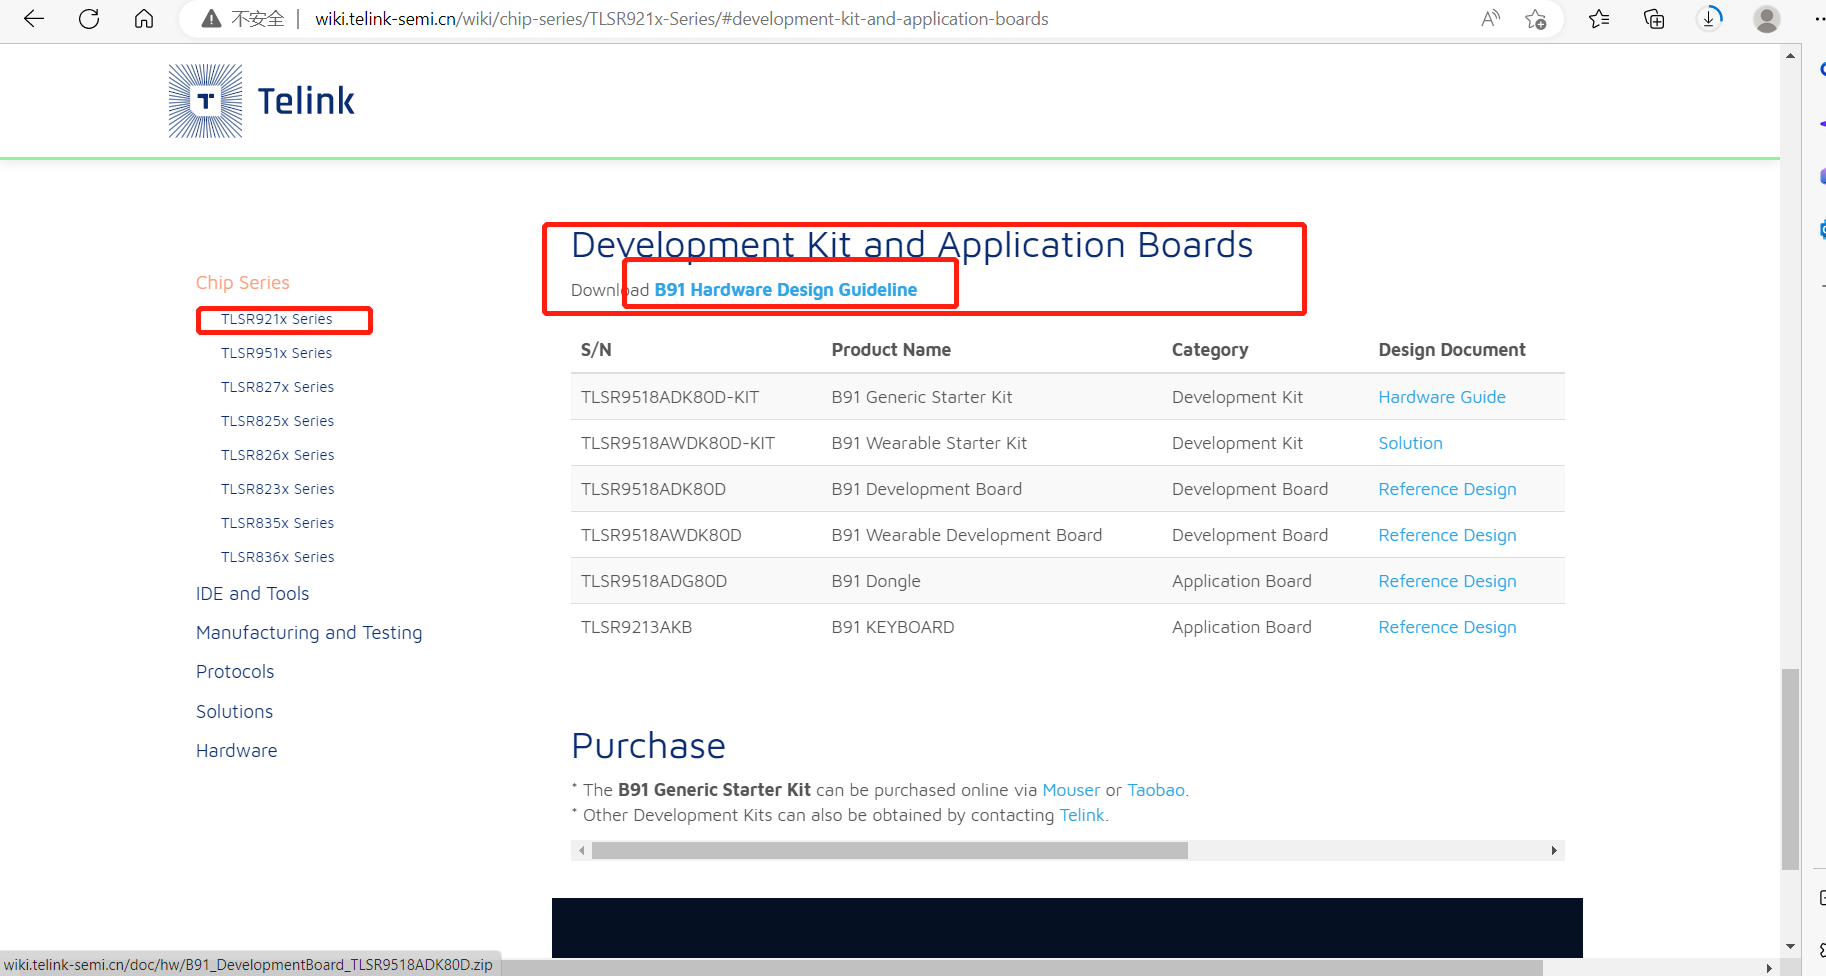 不安全 | wiki.telink-semi.cn/wiki/chip-series/TLSR921x-Series/#development-kit-and-application-boards
Telink
Chip Series
TLSR921x Series
TLSR951x Series
TLSR827x Series
TLSR825x Series
TLSR826x Series
TLSR823x Series
TLSR835x Series
TLSR836x Series
IDE and Tools
Manufacturing and Testing
Protocols
Solutions
Hardware
Development Kit and Application Boards
Download B91 Hardware Design Guideline
S/N Product Name Category Design Document
TLSR9518ADK80D-KIT B91 Generic Starter Kit Development Kit Hardware Guide
TLSR9518AWDK80D-KIT B91 Wearable Starter Kit Development Kit Solution
TLSR9518ADK80D B91 Development Board Development Board Reference Design
TLSR9518AWDK80D B91 Wearable Development Board Development Board Reference Design
TLSR9518ADG80D B91 Dongle Application Board Reference Design
TLSR9213AKB B91 KEYBOARD Application Board Reference Design
Purchase
* The B91 Generic Starter Kit can be purchased online via Mouser or Taobao.
* Other Development Kits can also be obtained by contacting Telink.
wiki.telink-semi.cn/doc/hw/B91_DevelopmentBoard_TLSR9518ADK80D.zip